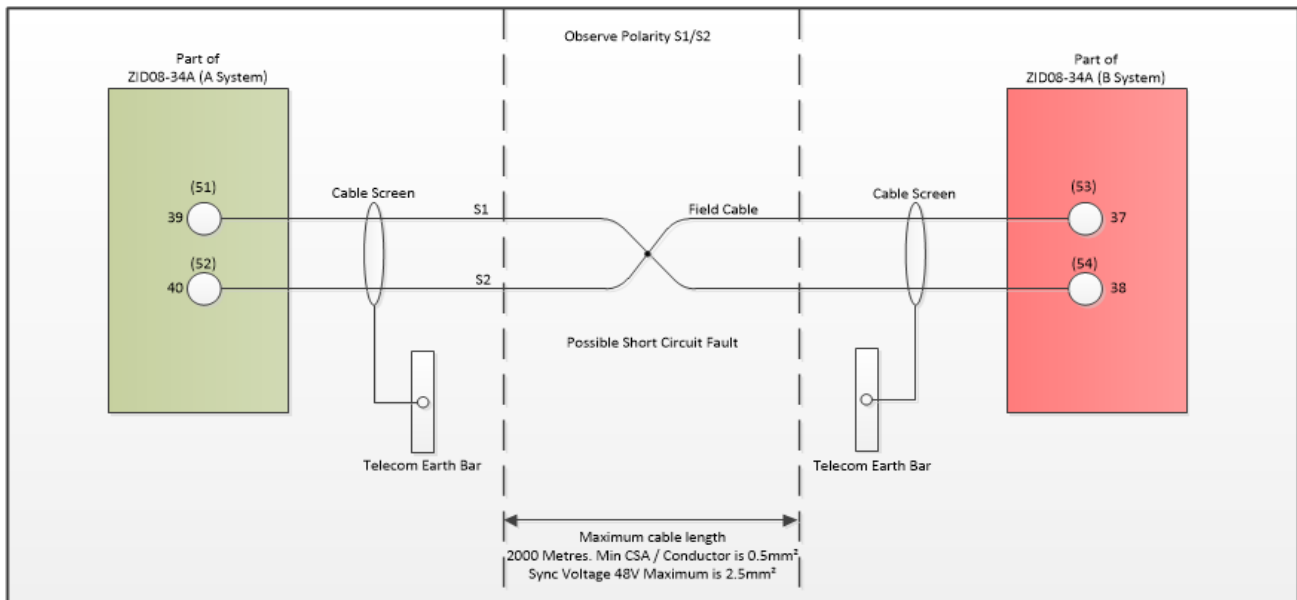 Observe Polarity S1/S2
Part of
ZID08-34A (A System)
Part of
ZID08-34A (B System)
(51)
39
(52)
40
Cable Screen
S1
S2
Field Cable
Cable Screen
(53)
37
(54)
38
Possible Short Circuit Fault
Telecom Earth Bar
Telecom Earth Bar
Maximum cable length
2000 Metres. Min CSA / Conductor is 0.5mm²
Sync Voltage 48V Maximum is 2.5mm²